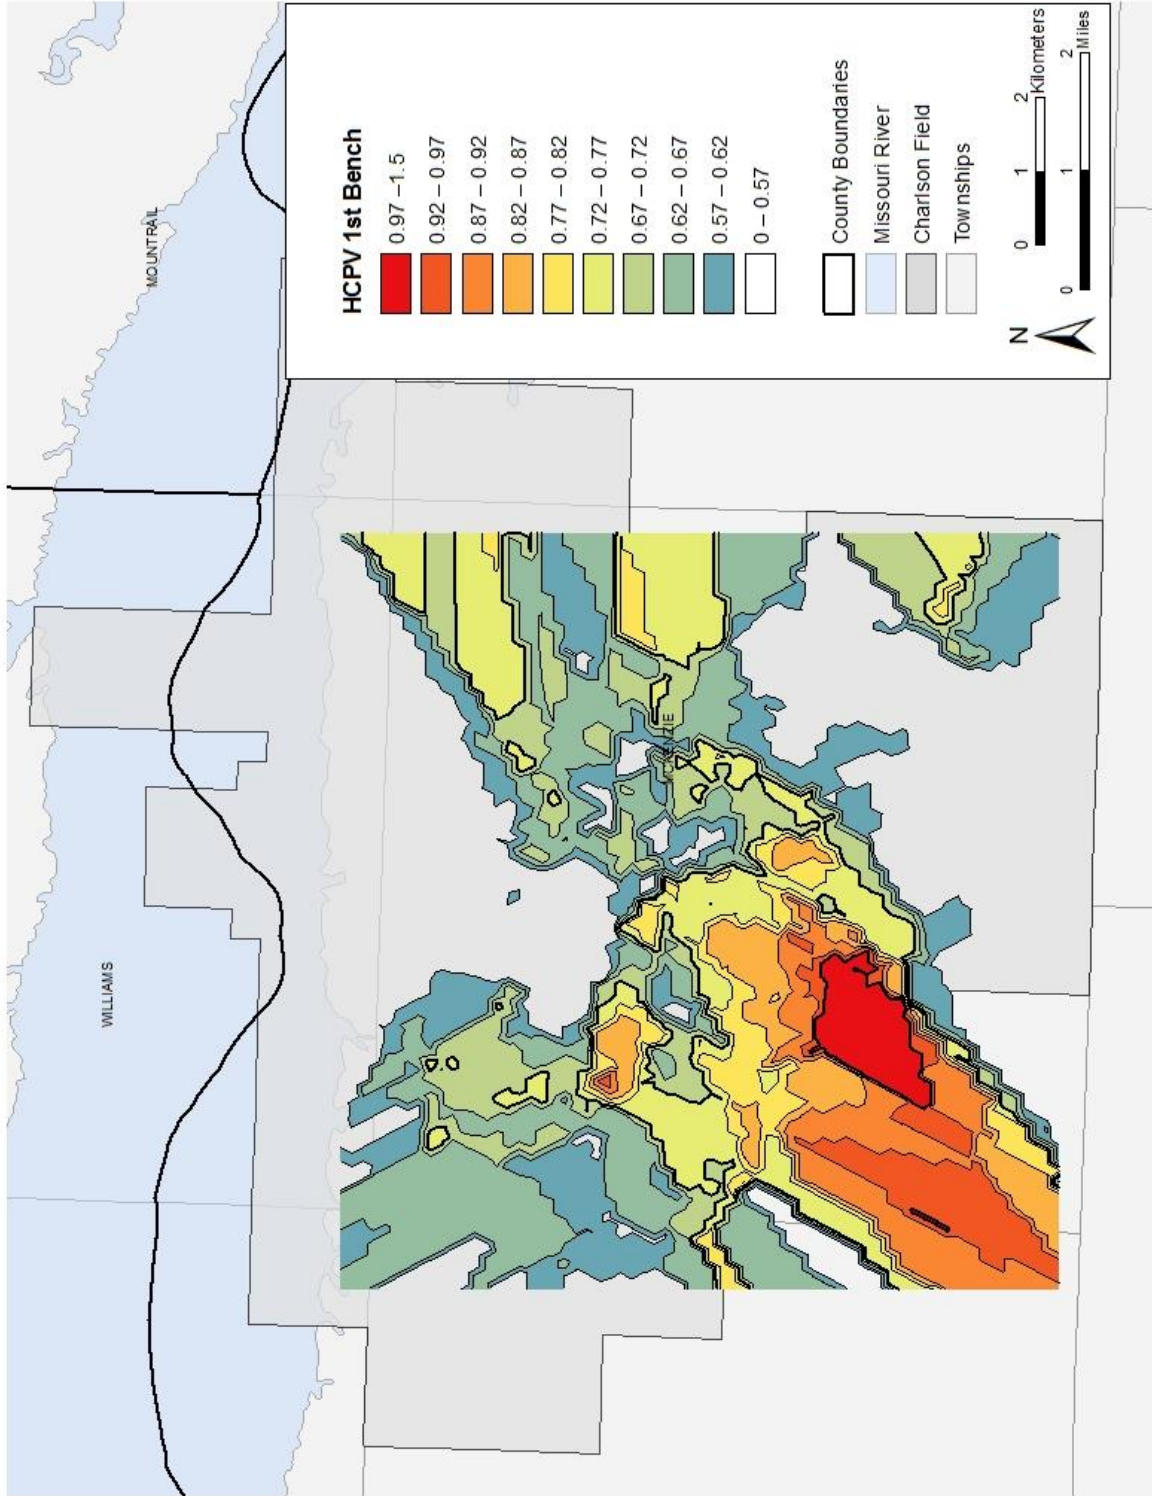 WILLIAMS
MOUNTRAIL
HCPV 1st Bench
0.97 –1.5
0.92 – 0.97
0.87 – 0.92
0.82 – 0.87
0.77 – 0.82
0.72 – 0.77
0.67 – 0.72
0.62 – 0.67
0.57 – 0.62
0 – 0.57
County Boundaries
Missouri River
Charlson Field
Townships
N
0 1 2 Kilometers
0 1 2 Miles